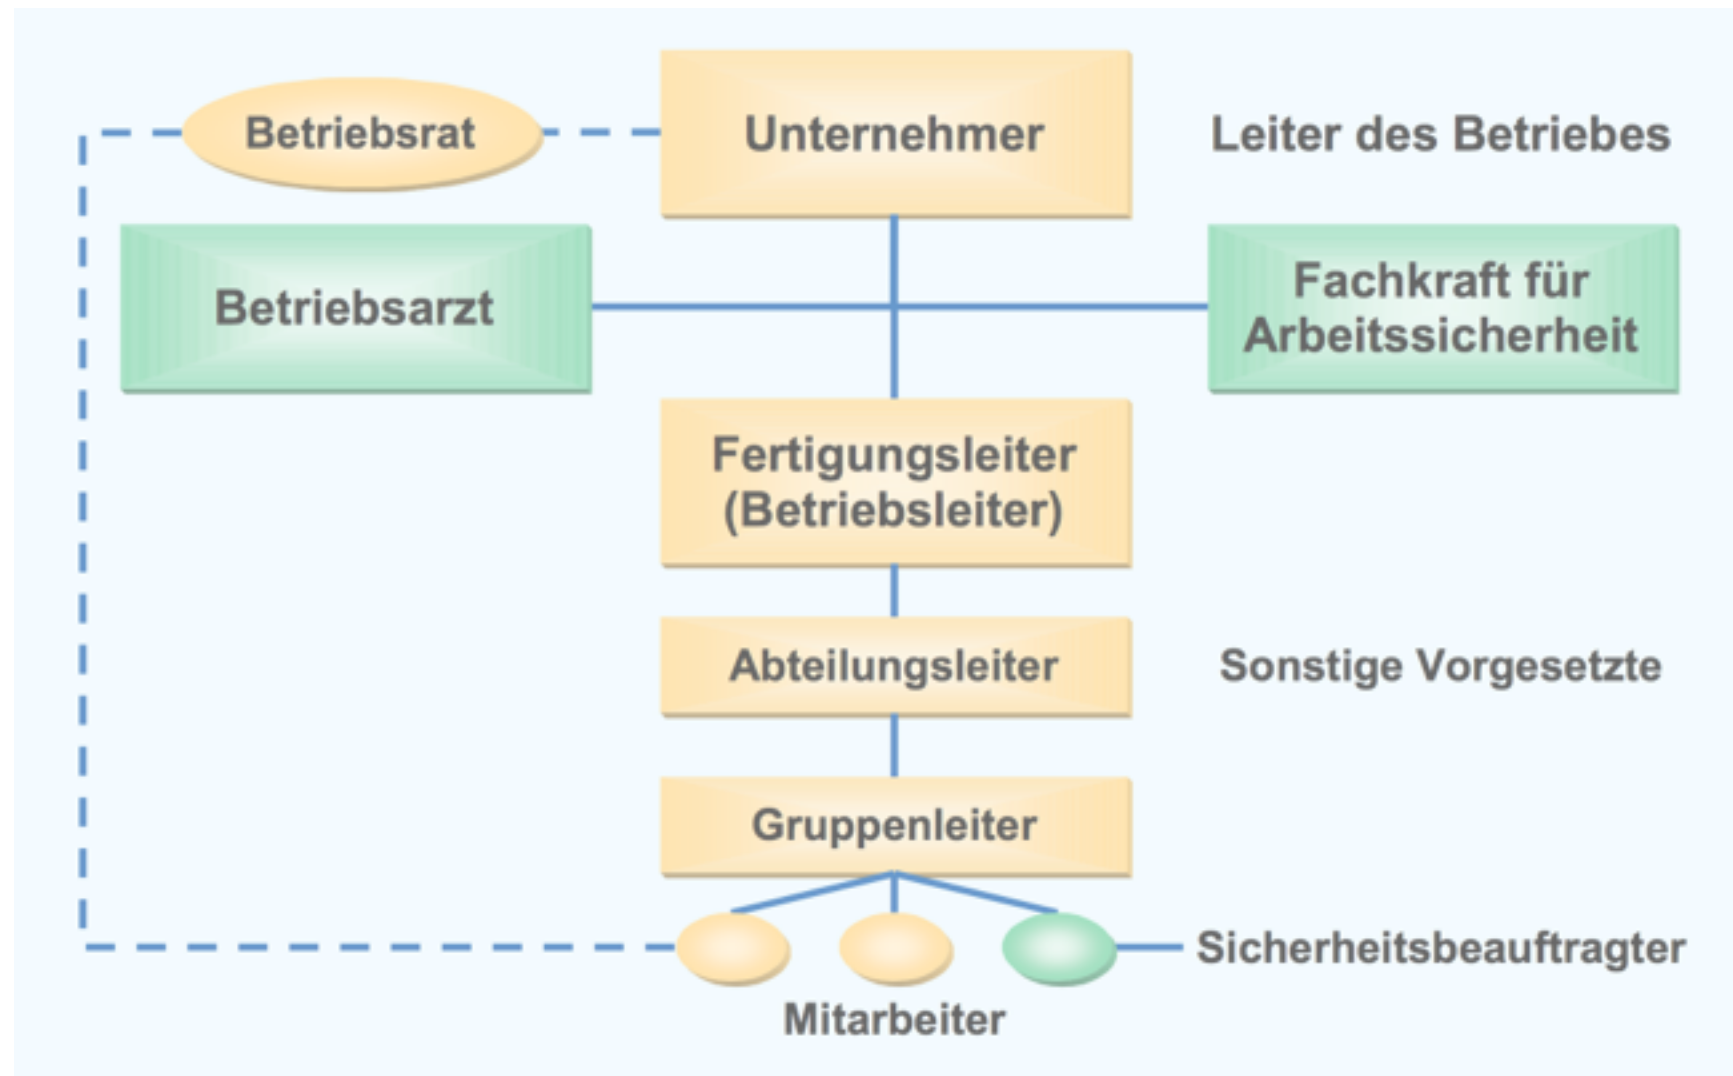 Betriebsrat
Unternehmer
Leiter des Betriebes
Betriebsarzt
Fachkraft für
Arbeitssicherheit
Fertigungsleiter
(Betriebsleiter)
Abteilungsleiter
Sonstige Vorgesetzte
Gruppenleiter
Sicherheitsbeauftragter
Mitarbeiter